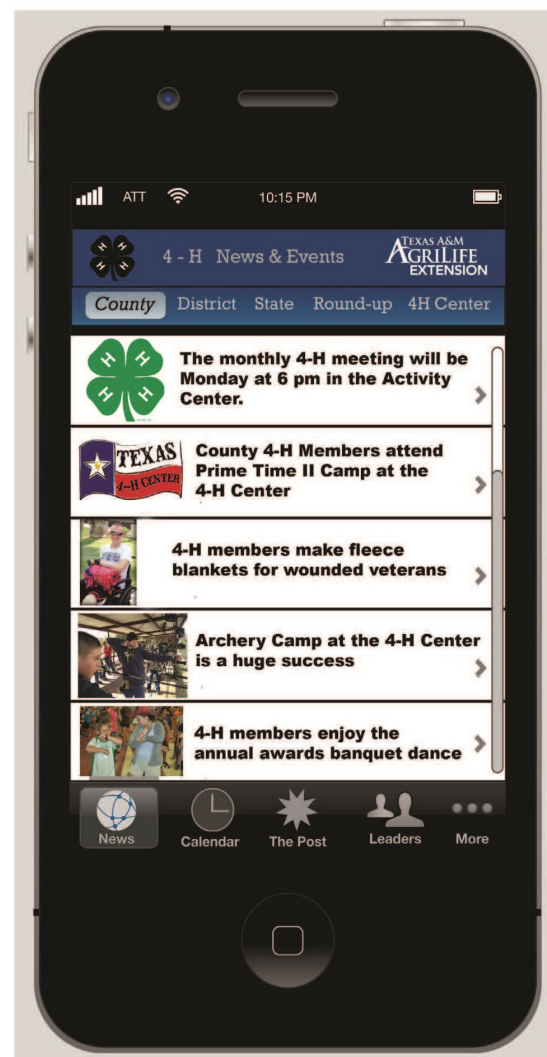 ATT 10:15 PM
4 - H News & Events
TEXAS A&M
AGRILIFE
EXTENSION
County District State Round-up 4H Center
H H H H
The monthly 4-H meeting will be
Monday at 6 pm in the Activity
Center.
TEXAS
4-H CENTER
County 4-H Members attend
Prime Time II Camp at the
4-H Center
4-H members make fleece
blankets for wounded veterans
Archery Camp at the 4-H Center
is a huge success
4-H members enjoy the
annual awards banquet dance
News Calendar The Post Leaders More